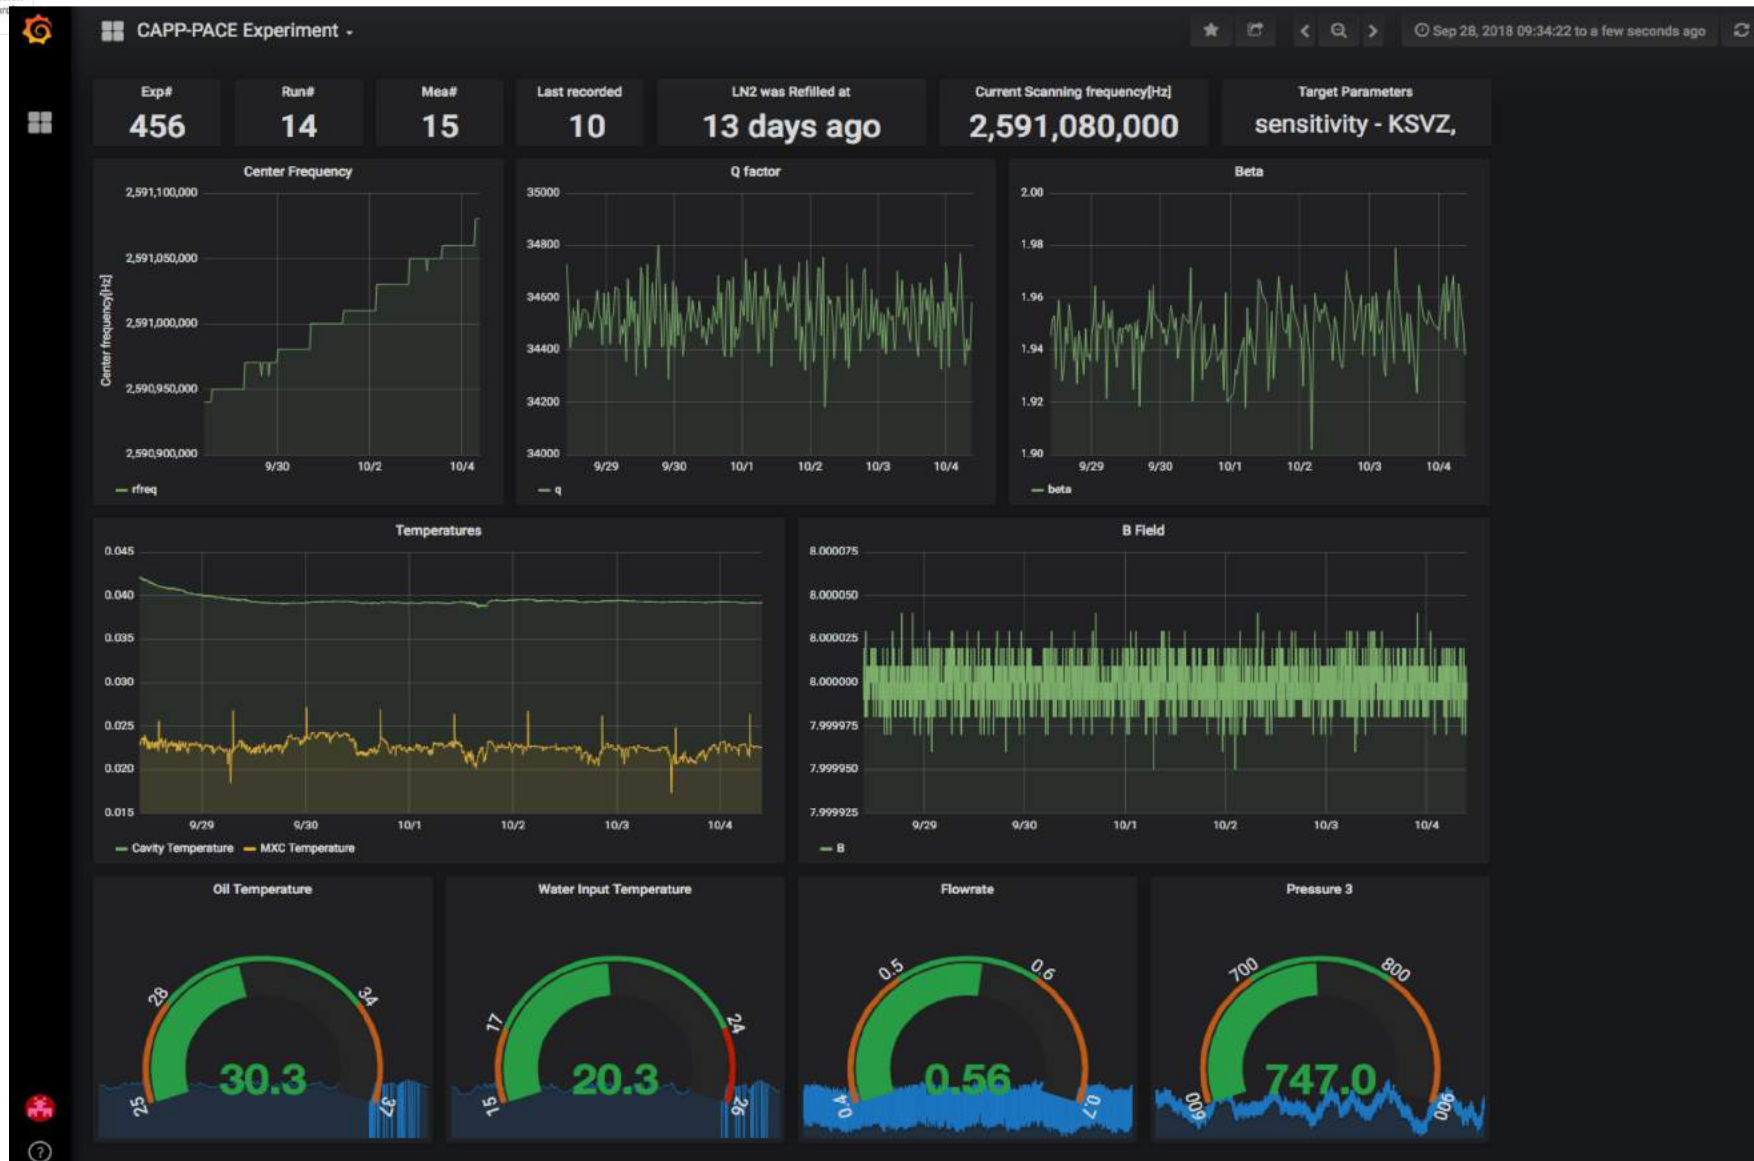 CAPP-PACE Experiment
Sep 28, 2018 09:34:22 to a few seconds ago
Exp#
456
Run#
14
Mea#
15
Last recorded
10
LN2 was Refilled at
13 days ago
Current Scanning frequency[Hz]
2,591,080,000
Target Parameters
sensitivity - KSVZ,
Center Frequency
2,591,100,000
2,591,050,000
2,591,000,000
2,590,950,000
2,590,900,000
Center frequency[Hz]
9/30 10/2 10/4
rfreq
Q factor
35000
34800
34600
34400
34200
34000
9/29 9/30 10/1 10/2 10/3 10/4
q
Beta
2.00
1.98
1.96
1.94
1.92
1.90
9/29 9/30 10/1 10/2 10/3 10/4
beta
Temperatures
0.045
0.040
0.035
0.030
0.025
0.020
0.015
9/29 9/30 10/1 10/2 10/3 10/4
Cavity Temperature MXC Temperature
B Field
8.000075
8.000050
8.000025
8.000000
7.999975
7.999950
7.999925
9/29 9/30 10/1 10/2 10/3 10/4
B
Oil Temperature
25 28 34 37
30.3
Water Input Temperature
15 17 24 26
20.3
Flowrate
0.4 0.5 0.6 0.7
0.56
Pressure 3
600 700 800 900
747.0
?